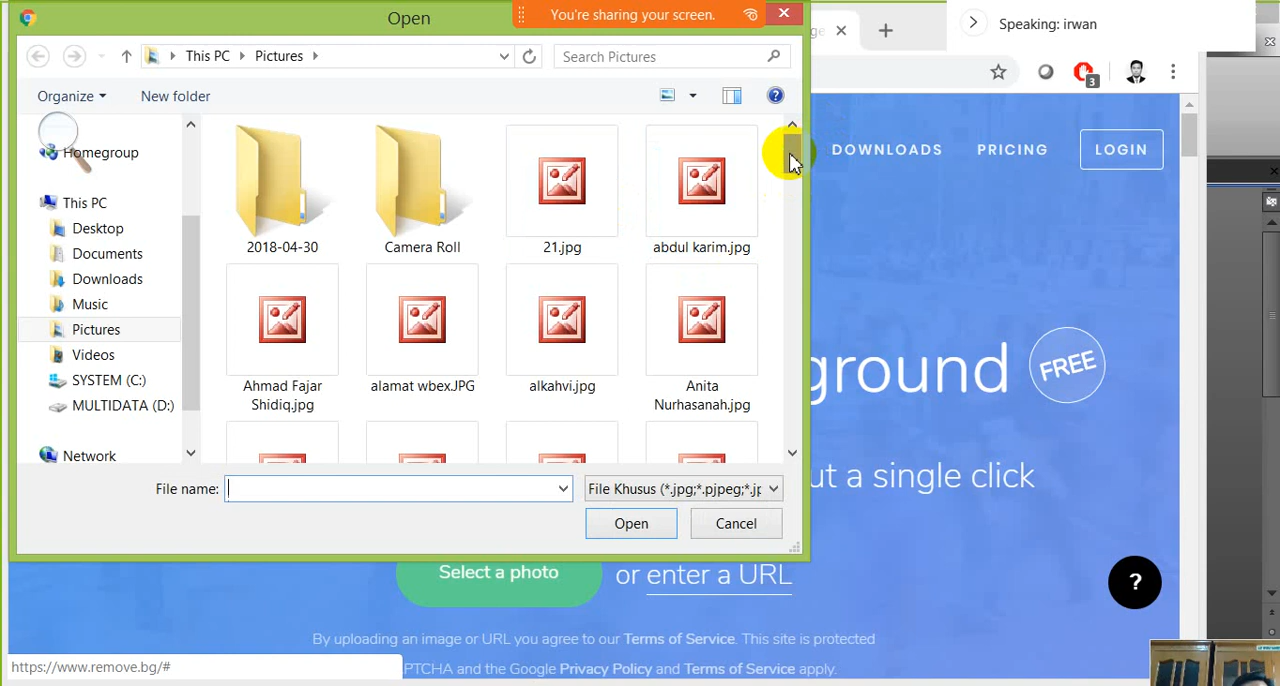 Open
You're sharing your screen.
Speaking: irwan
This PC
Pictures
Search Pictures
Organize
New folder
3
Homegroup
This PC
Desktop
Documents
Downloads
Music
Pictures
Videos
SYSTEM (C:)
MULTIDATA (D:)
Network
2018-04-30
Camera Roll
21.jpg
abdul karim.jpg
Ahmad Fajar
Shidiq.jpg
alamat wbex.JPG
alkahvi.jpg
Anita
Nurhasanah.jpg
File name:
File Khusus (*.jpg;*.pjpeg;*.jp
Open
Cancel
DOWNLOADS
PRICING
LOGIN
ground
FREE
ut a single click
Select a photo
or enter a URL
?
By uploading an image or URL you agree to our Terms of Service. This site is protected
PTCHA and the Google Privacy Policy and Terms of Service apply.
https://www.remove.bg/#